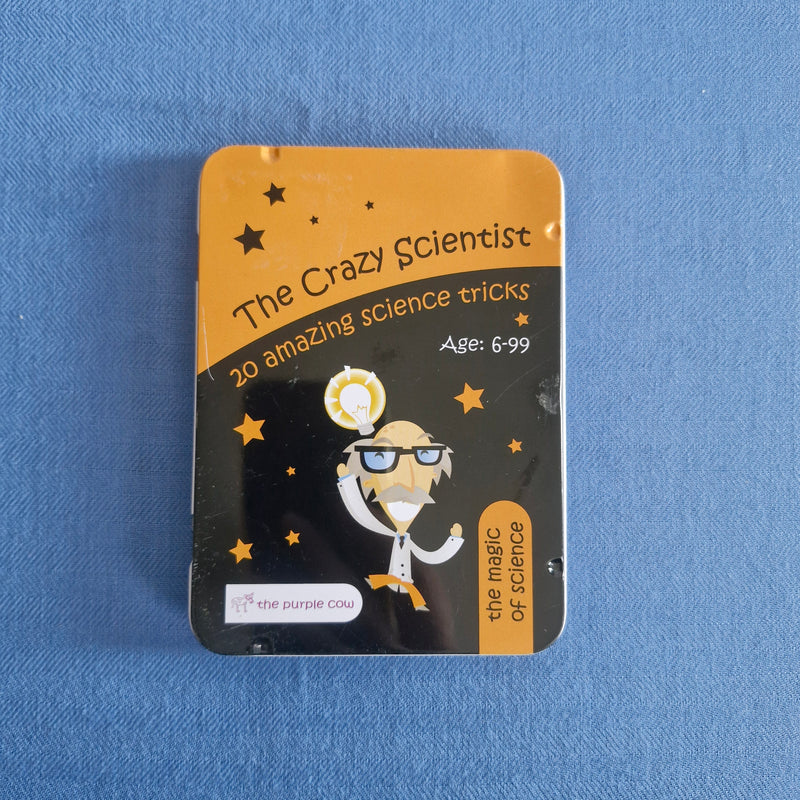 The Crazy Scientist
20 amazing science tricks
Age: 6-99
the magic
of science
the purple cow